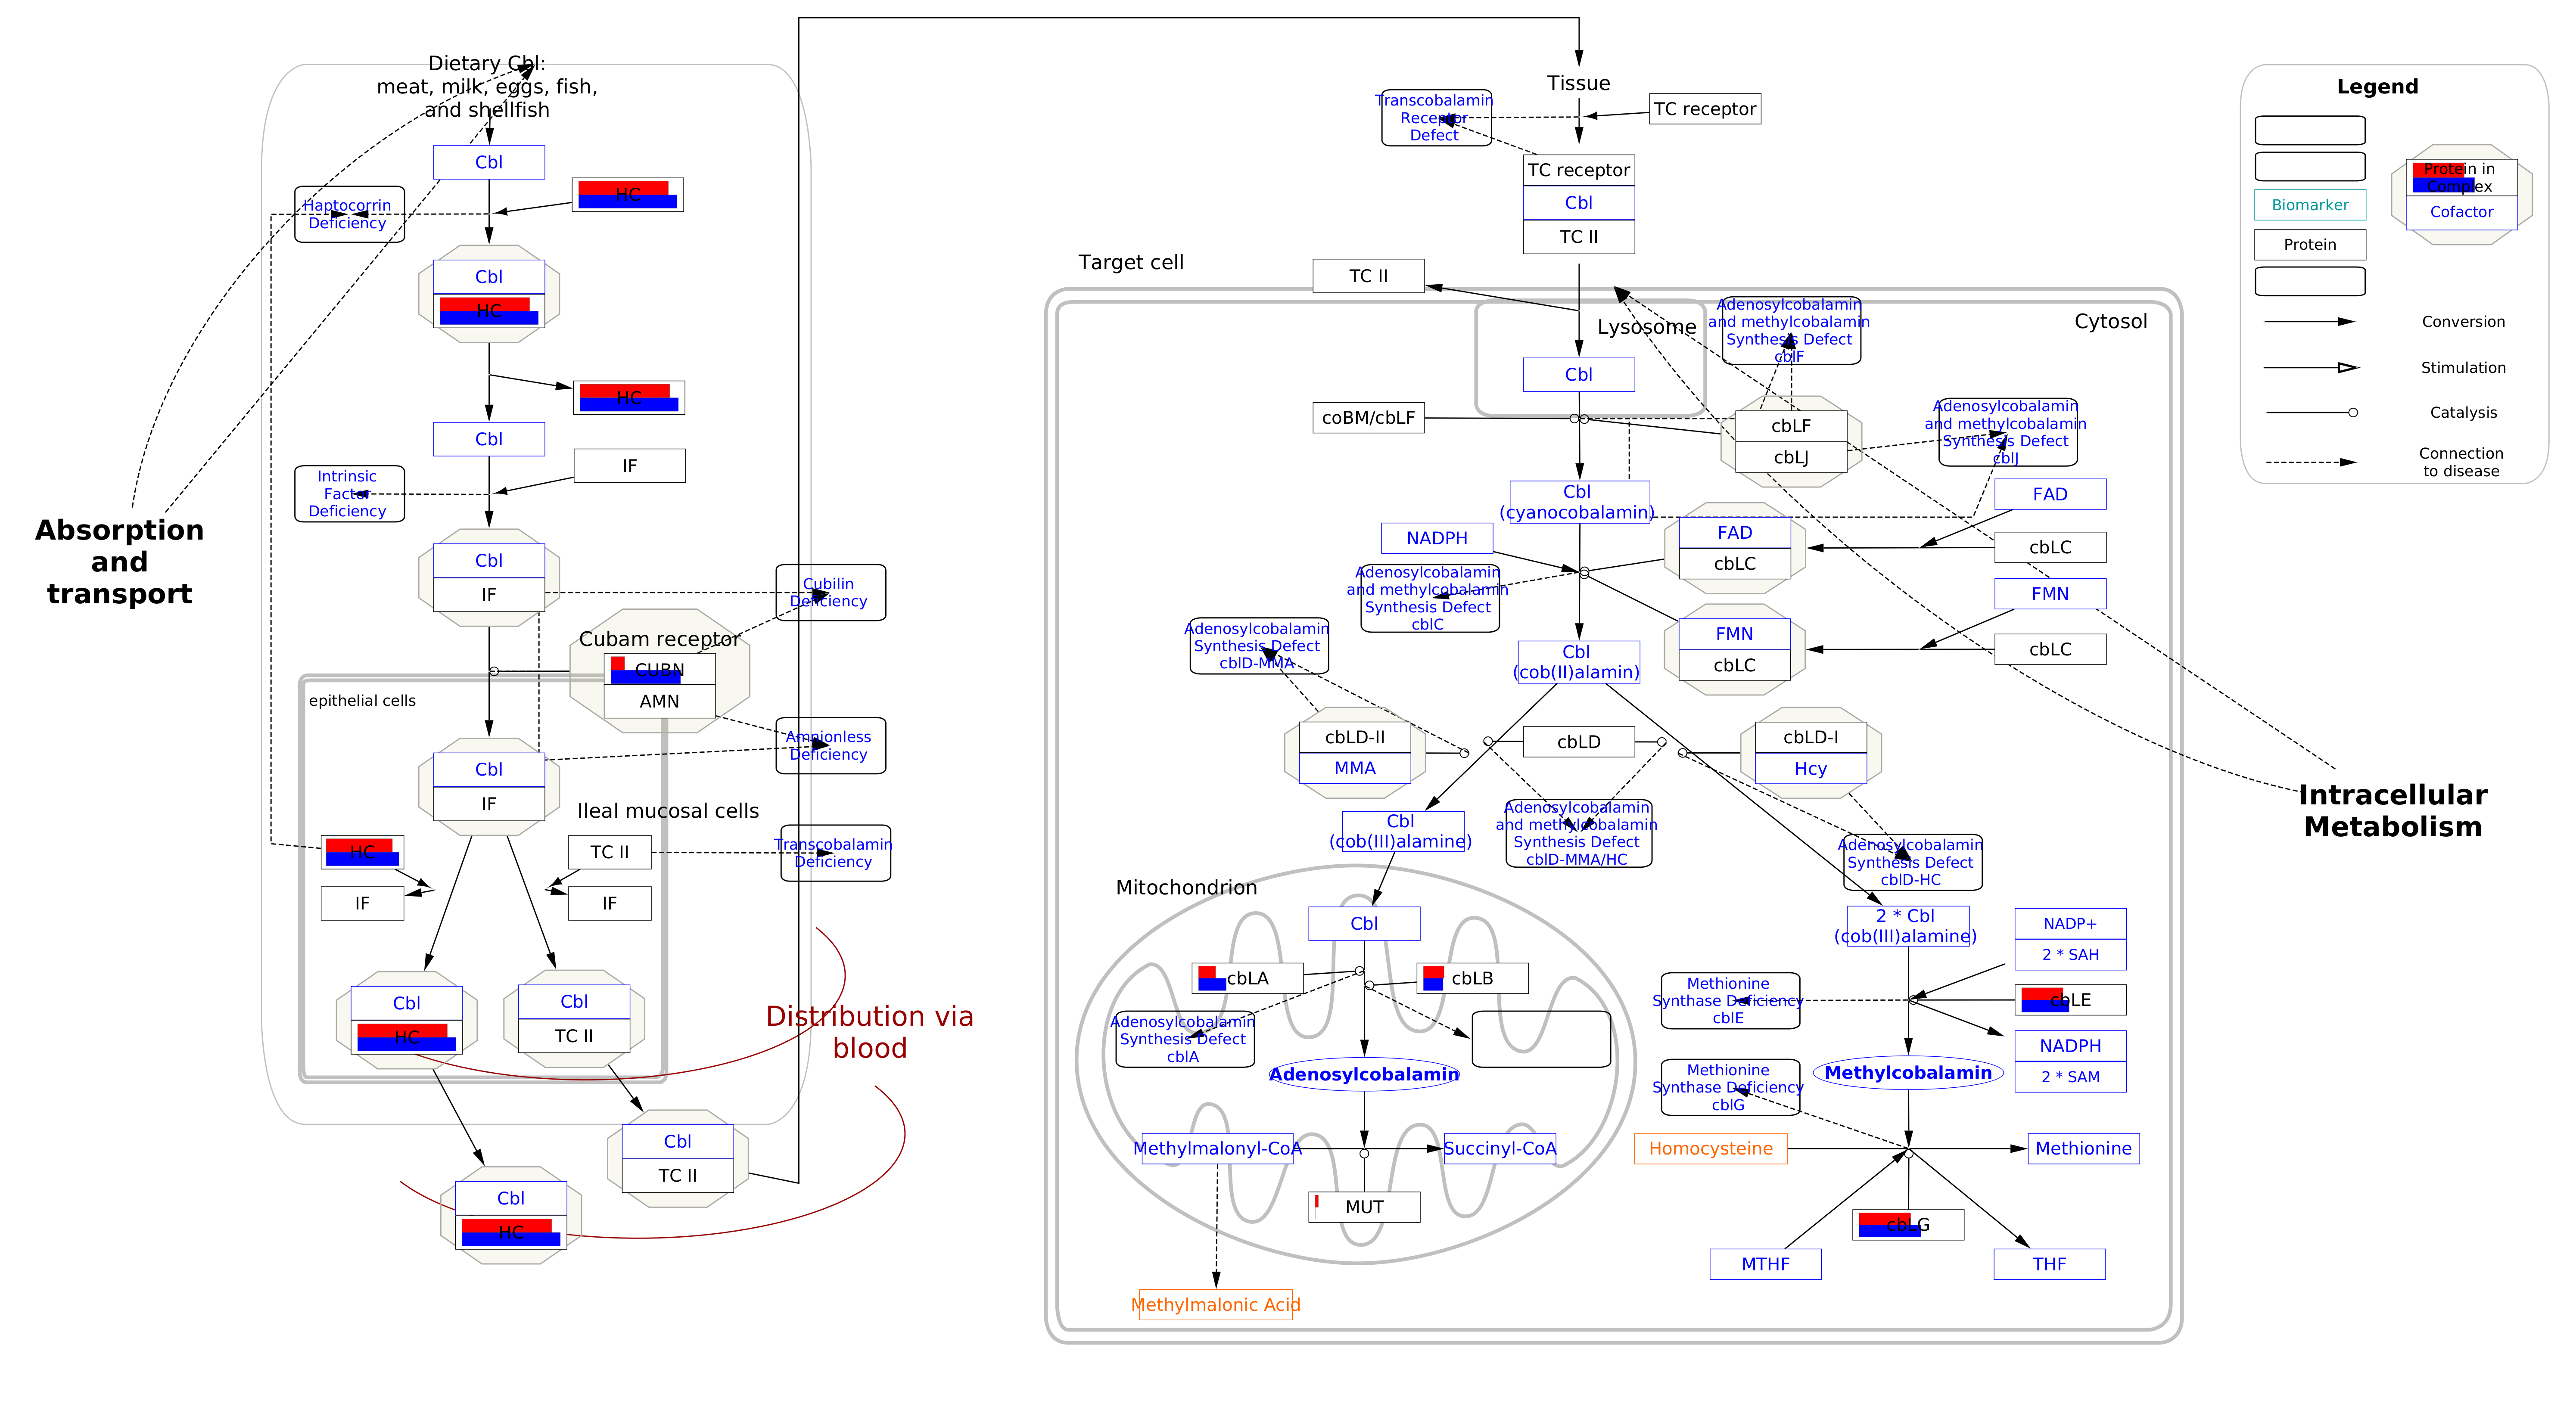 Dietary Cbl:
meat, milk, eggs, fish,
and shellfish
Cbl
HC
Haptocorrin
Deficiency
Cbl
HC
HC
Cbl
IF
Intrinsic
Factor
Deficiency
Cbl
IF
Absorption
and
transport
Cubilin
Deficiency
Cubam receptor
CUBN
AMN
epithelial cells
Amnionless
Deficiency
Cbl
IF
Ileal mucosal cells
HC
IF
TC II
IF
Transcobalamin
Deficiency
Cbl
HC
Cbl
TC II
Distribution via
blood
Cbl
TC II
Cbl
HC
Tissue
TC receptor
Transcobalamin
Receptor
Defect
TC receptor
Cbl
TC II
Target cell
TC II
Lysosome
Cytosol
Cbl
Adenosylcobalamin
and methylcobalamin
Synthesis Defect
cblF
coBM/cbLF
cbLF
cbLJ
Adenosylcobalamin
and methylcobalamin
Synthesis Defect
cblJ
Cbl
(cyanocobalamin)
FAD
cbLC
FAD
cbLC
NADPH
Adenosylcobalamin
and methylcobalamin
Synthesis Defect
cblC
FMN
cbLC
FMN
cbLC
Adenosylcobalamin
Synthesis Defect
cblD-MMA
Cbl
(cob(II)alamin)
cbLD-II
MMA
cbLD
cbLD-I
Hcy
Cbl
(cob(III)alamine)
Adenosylcobalamin
and methylcobalamin
Synthesis Defect
cblD-MMA/HC
Adenosylcobalamin
Synthesis Defect
cblD-HC
Intracellular
Metabolism
Mitochondrion
Cbl
cbLA
cbLB
Adenosylcobalamin
Synthesis Defect
cblA
Adenosylcobalamin
Methylmalonyl-CoA
Succinyl-CoA
MUT
Methylmalonic Acid
2 * Cbl
(cob(III)alamine)
NADP+
2 * SAH
Methionine
Synthase Deficiency
cblE
cbLE
NADPH
2 * SAM
Methylcobalamin
Methionine
Synthase Deficiency
cblG
Homocysteine
Methionine
cbLG
MTHF
THF
Legend
Biomarker
Protein
Protein in
Complex
Cofactor
Conversion
Stimulation
Catalysis
Connection
to disease